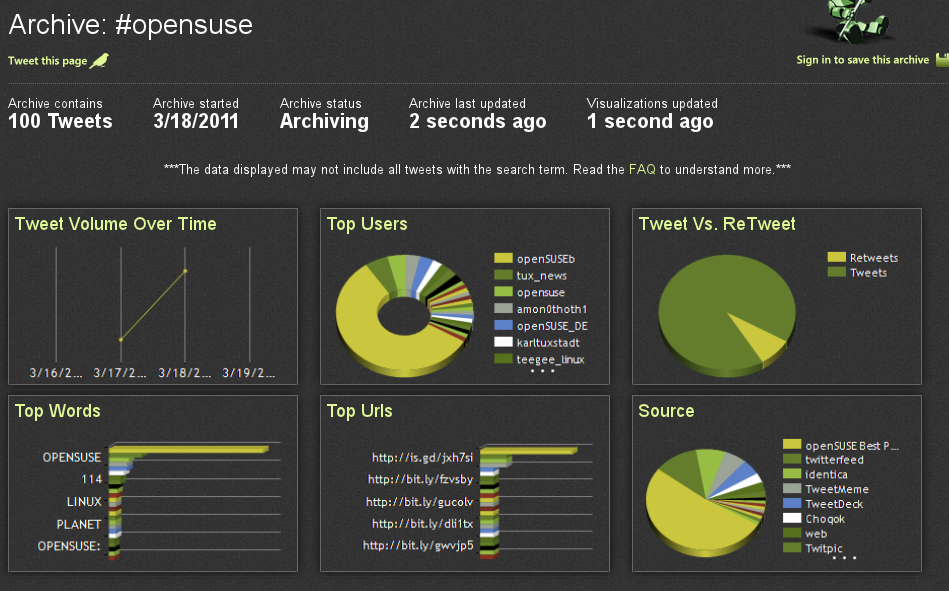 Archive: #opensuse
Tweet this page
Sign in to save this archive
Archive contains
100 Tweets
Archive started
3/18/2011
Archive status
Archiving
Archive last updated
2 seconds ago
Visualizations updated
1 second ago
***The data displayed may not include all tweets with the search term. Read the FAQ to understand more.***
Tweet Volume Over Time
3/16/2...
3/17/2...
3/18/2...
3/19/2...
Top Users
openSUSEb
tux_news
opensuse
amon0thoth1
openSUSE_DE
karltuxstadt
teegee_linux
...
Tweet Vs. ReTweet
Retweets
Tweets
Top Words
OPENSUSE
114
LINUX
PLANET
OPENSUSE:
Top Urls
http://is.gd/jxh7si
http://bit.ly/fzvsby
http://bit.ly/gucolv
http://bit.ly/dli1tx
http://bit.ly/gwvjp5
Source
openSUSE Best P...
twitterfeed
identica
TweetMeme
TweetDeck
Choqok
web
Twitpic
...